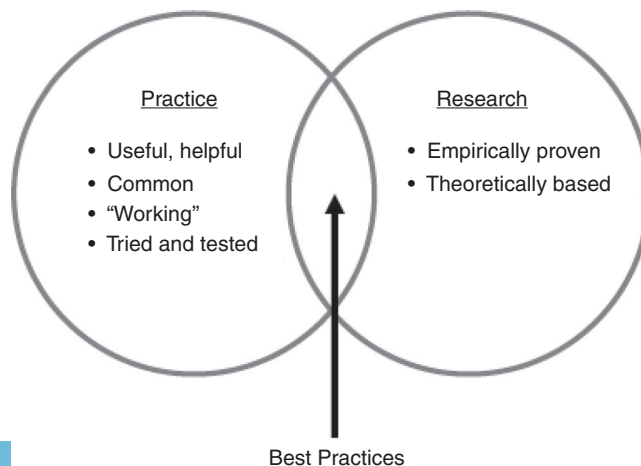 Practice
• Useful, helpful
• Common
• “Working”
• Tried and tested
Research
• Empirically proven
• Theoretically based
Best Practices